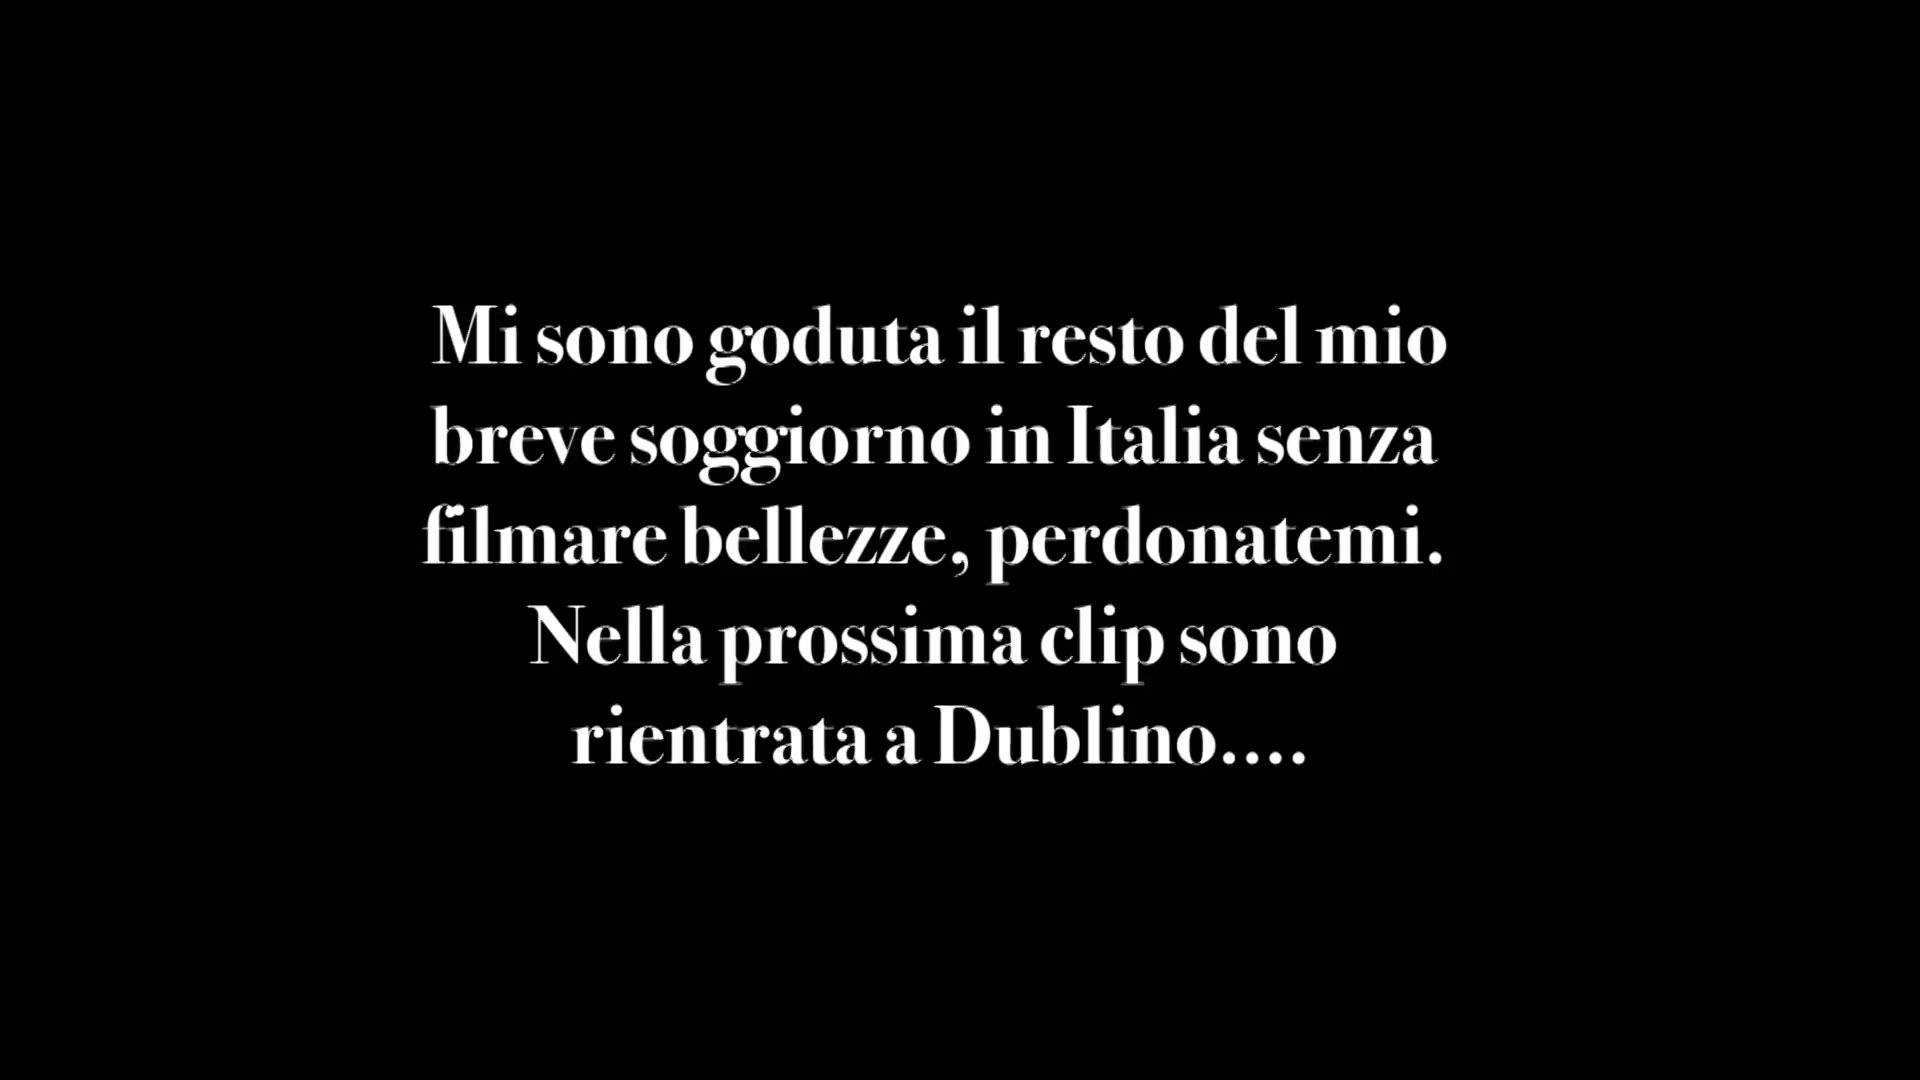 Mi sono goduta il resto del mio
breve soggiorno in Italia senza
filmare bellezze, perdonatemi.
Nella prossima clip sono
rientrata a Dublino....